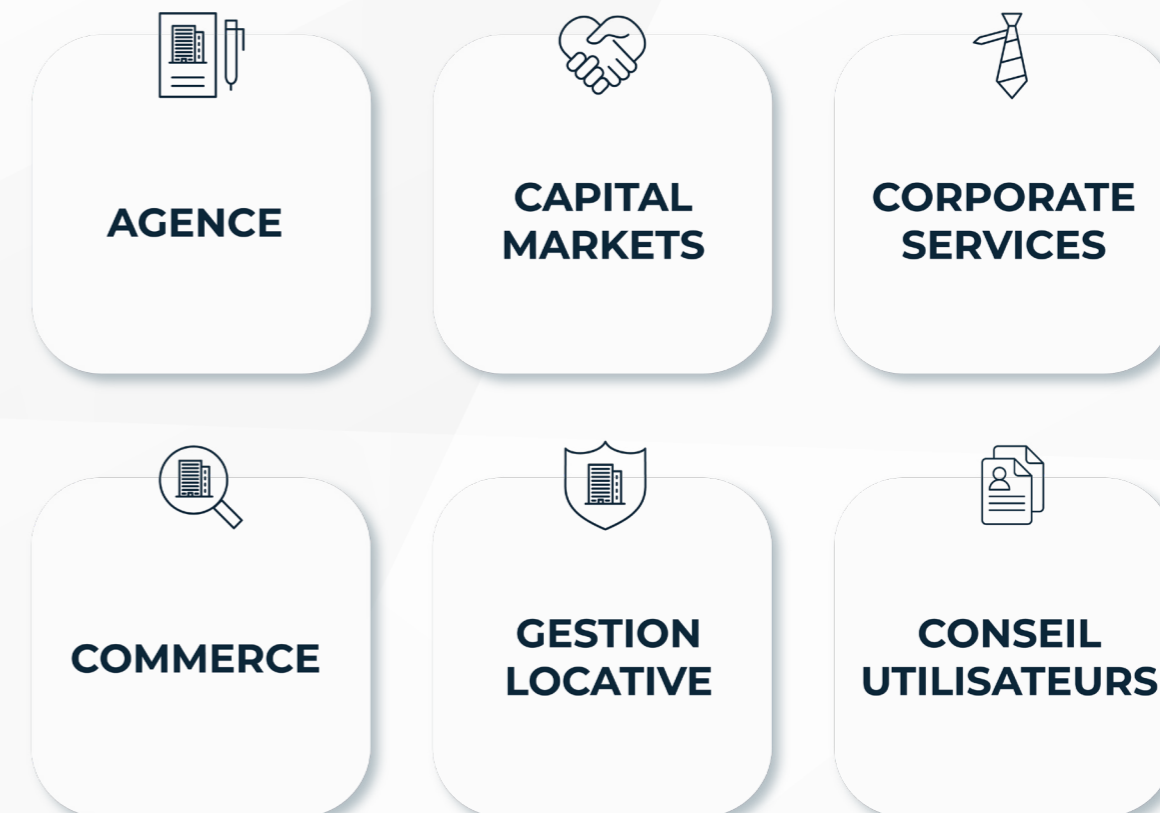 AGENCE
CAPITAL
MARKETS
CORPORATE
SERVICES
COMMERCE
GESTION
LOCATIVE
CONSEIL
UTILISATEURS